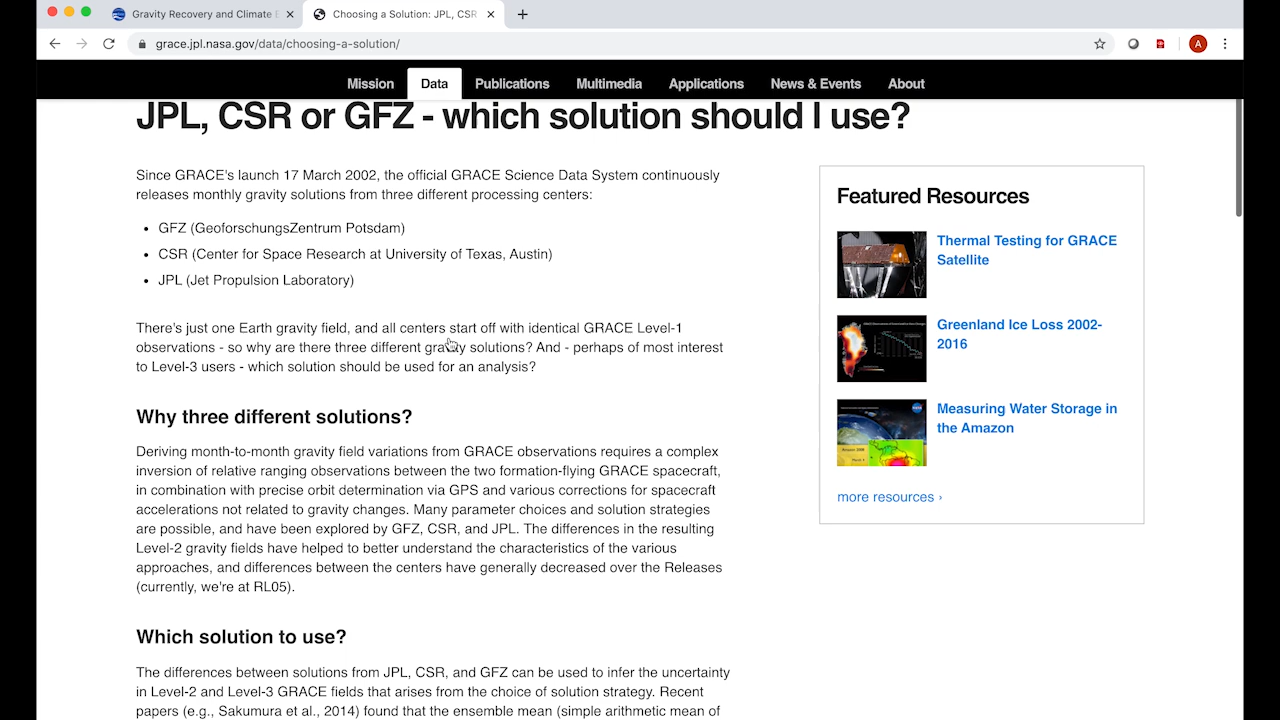 Gravity Recovery and Climate E
Choosing a Solution: JPL, CSR
grace.jpl.nasa.gov/data/choosing-a-solution/
A
Mission Data Publications Multimedia Applications News & Events About
JPL, CSR or GFZ - which solution should I use?
Since GRACE's launch 17 March 2002, the official GRACE Science Data System continuously
releases monthly gravity solutions from three different processing centers:
• GFZ (GeoforschungsZentrum Potsdam)
• CSR (Center for Space Research at University of Texas, Austin)
• JPL (Jet Propulsion Laboratory)
There's just one Earth gravity field, and all centers start off with identical GRACE Level-1
observations - so why are there three different gravity solutions? And - perhaps of most interest
to Level-3 users - which solution should be used for an analysis?
Why three different solutions?
Deriving month-to-month gravity field variations from GRACE observations requires a complex
inversion of relative ranging observations between the two formation-flying GRACE spacecraft,
in combination with precise orbit determination via GPS and various corrections for spacecraft
accelerations not related to gravity changes. Many parameter choices and solution strategies
are possible, and have been explored by GFZ, CSR, and JPL. The differences in the resulting
Level-2 gravity fields have helped to better understand the characteristics of the various
approaches, and differences between the centers have generally decreased over the Releases
(currently, we're at RL05).
Which solution to use?
The differences between solutions from JPL, CSR, and GFZ can be used to infer the uncertainty
in Level-2 and Level-3 GRACE fields that arises from the choice of solution strategy. Recent
papers (e.g., Sakumura et al., 2014) found that the ensemble mean (simple arithmetic mean of
Featured Resources
Thermal Testing for GRACE
Satellite
Greenland Ice Loss 2002-
2016
Measuring Water Storage in
the Amazon
more resources ›